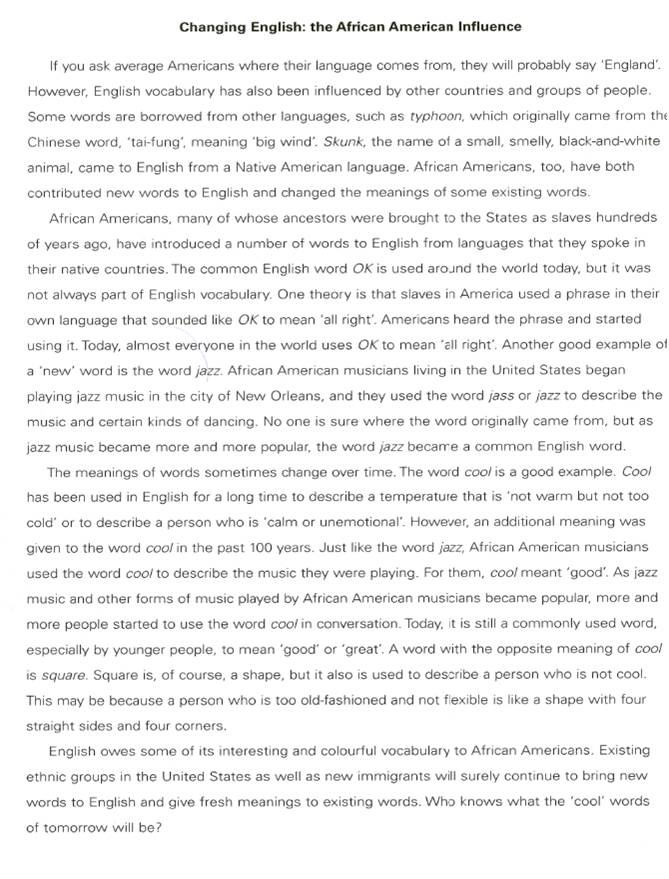 Changing English: the African American Influence
If you ask average Americans where their language comes from, they will probably say 'England'.
However, English vocabulary has also been influenced by other countries and groups of people.
Some words are borrowed from other languages, such as typhoon, which originally came from the
Chinese word, 'tai-fung', meaning 'big wind'. Skunk, the name of a small, smelly, black-and-white
animal, came to English from a Native American language. African Americans, too, have both
contributed new words to English and changed the meanings of some existing words.
African Americans, many of whose ancestors were brought to the States as slaves hundreds
of years ago, have introduced a number of words to English from languages that they spoke in
their native countries. The common English word OK is used around the world today, but it was
not always part of English vocabulary. One theory is that slaves in America used a phrase in their
own language that sounded like OK to mean 'all right'. Americans heard the phrase and started
using it. Today, almost everyone in the world uses OK to mean 'all right'. Another good example of
a 'new' word is the word jazz. African American musicians living in the United States began
playing jazz music in the city of New Orleans, and they used the word jass or jazz to describe the
music and certain kinds of dancing. No one is sure where the word originally came from, but as
jazz music became more and more popular, the word jazz became a common English word.
The meanings of words sometimes change over time. The word cool is a good example. Cool
has been used in English for a long time to describe a temperature that is 'not warm but not too
cold' or to describe a person who is 'calm or unemotional'. However, an additional meaning was
given to the word cool in the past 100 years. Just like the word jazz, African American musicians
used the word cool to describe the music they were playing. For them, cool meant 'good'. As jazz
music and other forms of music played by African American musicians became popular, more and
more people started to use the word cool in conversation. Today, it is still a commonly used word,
especially by younger people, to mean 'good' or 'great'. A word with the opposite meaning of cool
is square. Square is, of course, a shape, but it also is used to describe a person who is not cool.
This may be because a person who is too old-fashioned and not flexible is like a shape with four
straight sides and four corners.
English owes some of its interesting and colourful vocabulary to African Americans. Existing
ethnic groups in the United States as well as new immigrants will surely continue to bring new
words to English and give fresh meanings to existing words. Who knows what the 'cool' words
of tomorrow will be?